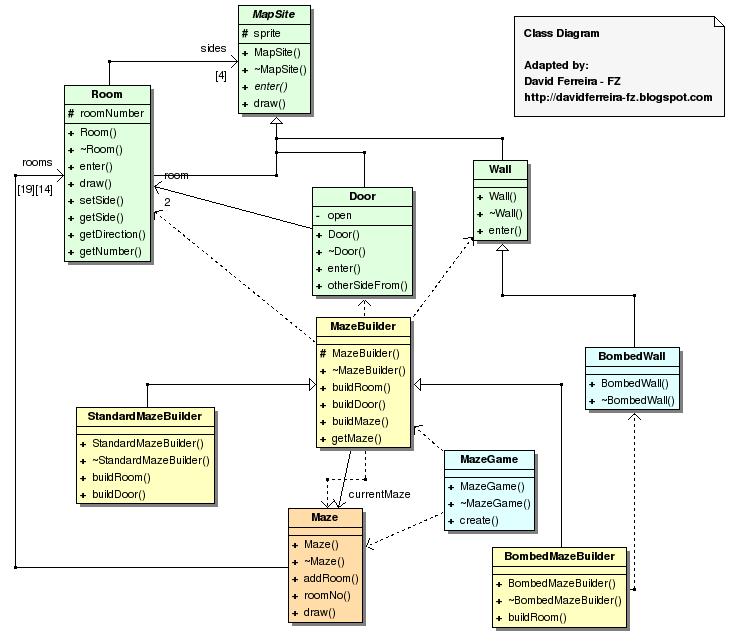 MapSite
# sprite
+ MapSite()
+ ~MapSite()
+ enter()
+ draw()
Class Diagram
Adapted by:
David Ferreira - FZ
http://davidferreira-fz.blogspot.com
sides
[4]
Room
# roomNumber
+ Room()
+ ~Room()
+ enter()
+ draw()
+ setSide()
+ getSide()
+ getDirection()
+ getNumber()
rooms
[19][14]
room
2
Door
- open
+ Door()
+ ~Door()
+ enter()
+ otherSideFrom()
Wall
+ Wall()
+ ~Wall()
+ enter()
MazeBuilder
# MazeBuilder()
+ ~MazeBuilder()
+ buildRoom()
+ buildDoor()
+ buildMaze()
+ getMaze()
BombedWall
+ BombedWall()
+ ~BombedWall()
StandardMazeBuilder
+ StandardMazeBuilder()
+ ~StandardMazeBuilder()
+ buildRoom()
+ buildDoor()
MazeGame
+ MazeGame()
+ ~MazeGame()
+ create()
currentMaze
Maze
+ Maze()
+ ~Maze()
+ addRoom()
+ roomNo()
+ draw()
BombedMazeBuilder
+ BombedMazeBuilder()
+ ~BombedMazeBuilder()
+ buildRoom()